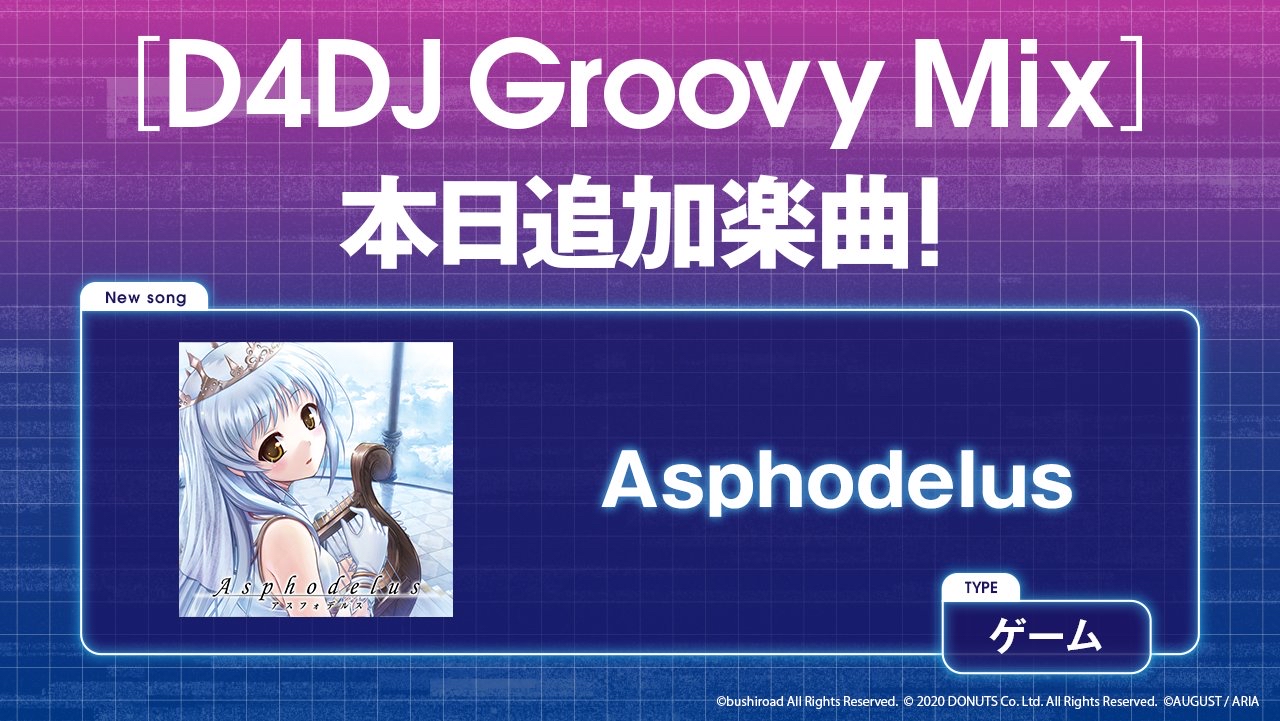 [D4DJ Groovy Mix]
本日追加楽曲!
New song
Asphodelus
アスフォデルス
Asphodelus
TYPE
ゲーム
©bushiroad All Rights Reserved. © 2020 DONUTS Co. Ltd. All Rights Reserved. ©AUGUST / ARIA